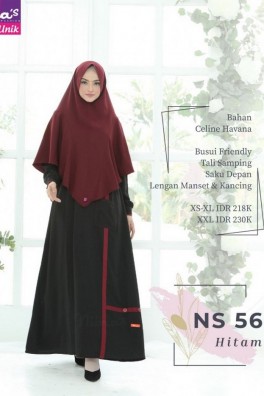 a's
Unik
Bahan
Celine Havana
Busui Friendly
Tali Samping
Saku Depan
Lengan Manset & Kancing
XS-XL IDR 218K
XXL IDR 230K
NS 56
Hitam